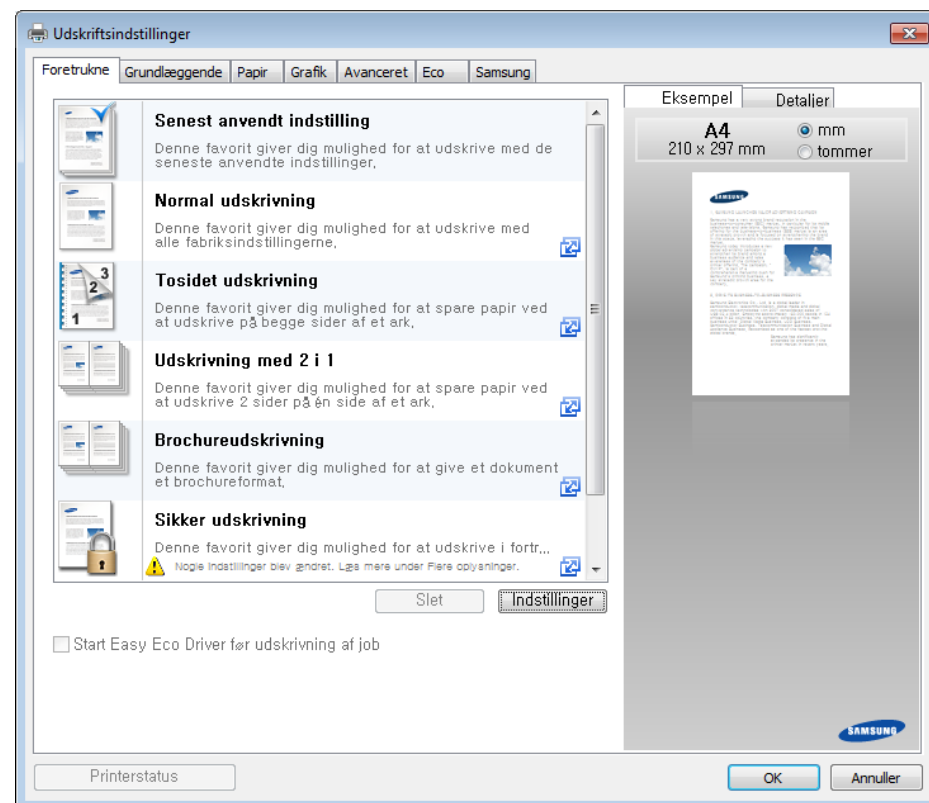 Udskriftsindstillinger
Foretrukne Grundlæggende Papir Grafik Avanceret Eco Samsung
Senest anvendt indstilling
Denne favorit giver dig mulighed for at udskrive med de
seneste anvendte indstillinger.
Normal udskrivning
Denne favorit giver dig mulighed for at udskrive med
alle fabriksindstillingerne.
1 2 3
Tosidet udskrivning
Denne favorit giver dig mulighed for at spare papir ved
at udskrive på begge sider af et ark.
Udskrivning med 2 i 1
Denne favorit giver dig mulighed for at spare papir ved
at udskrive 2 sider på én side af et ark.
Brochureudskrivning
Denne favorit giver dig mulighed for at give et dokument
et brochureformat.
Sikker udskrivning
Denne favorit giver dig mulighed for at udskrive i fortr...
Nogle indstillinger blev ændret. Læs mere under Flere oplysninger.
Slet Indstillinger
Start Easy Eco Driver før udskrivning af job
Eksempel Detaljer
A4
210 x 297 mm
mm
tommer
SAMSUNG
SAMSUNG
Printerstatus
OK Annuller